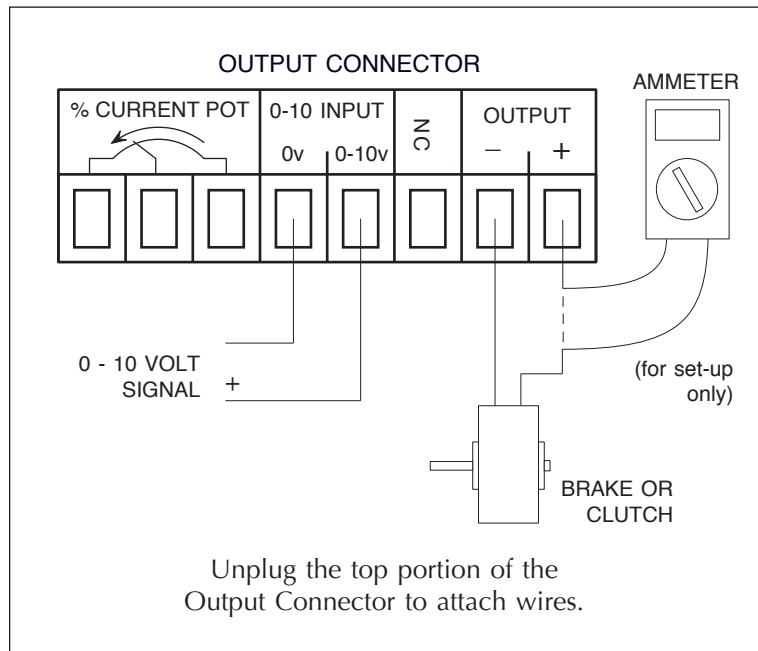 OUTPUT CONNECTOR
AMMETER
% CURRENT POT
0-10 INPUT
NC
OUTPUT
0v
0-10v
−
+
0 - 10 VOLT
SIGNAL
+
(for set-up
only)
BRAKE OR
CLUTCH
Unplug the top portion of the
Output Connector to attach wires.